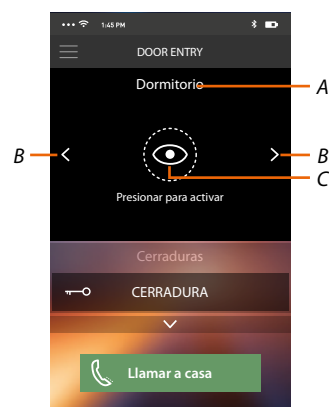 1:45 PM
DOOR ENTRY
Dormitorio
A
B
B
C
Presionar para activar
Cerraduras
CERRADURA
Llamar a casa